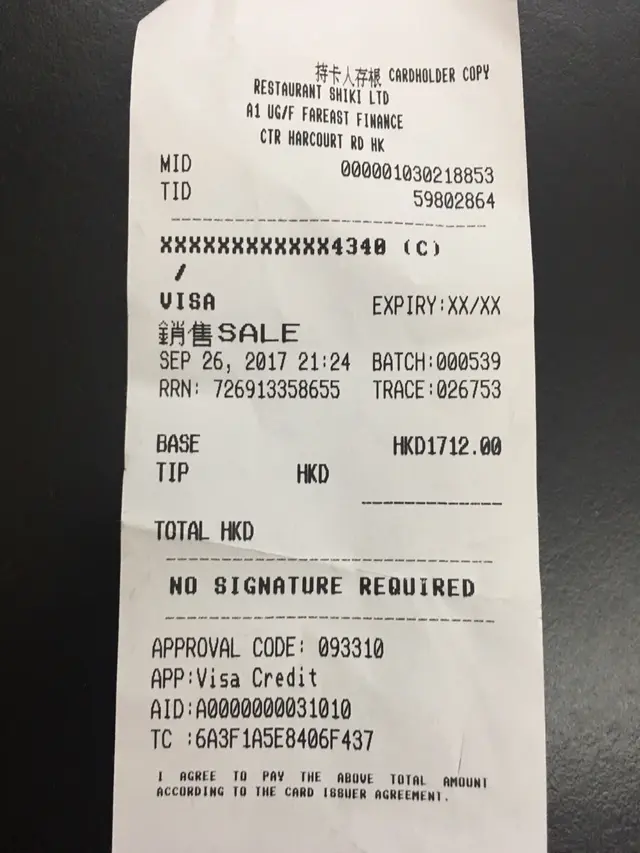 持卡人存根 CARDHOLDER COPY
RESTAURANT SHIKI LTD
A1 UG/F FAREAST FINANCE
CTR HARCOURT RD HK
MID 000001030218853
TID 59802864
XXXXXXXXXXXX4340 (C)
/
VISA EXPIRY:XX/XX
銷售SALE
SEP 26, 2017 21:24 BATCH:000539
RRN: 726913358655 TRACE:026753
BASE HKD1712.00
TIP HKD
TOTAL HKD
NO SIGNATURE REQUIRED
APPROVAL CODE: 093310
APP:Visa Credit
AID:A0000000031010
TC :6A3F1A5E8406F437
I AGREE TO PAY THE ABOVE TOTAL AMOUNT
ACCORDING TO THE CARD ISSUER AGREEMENT.